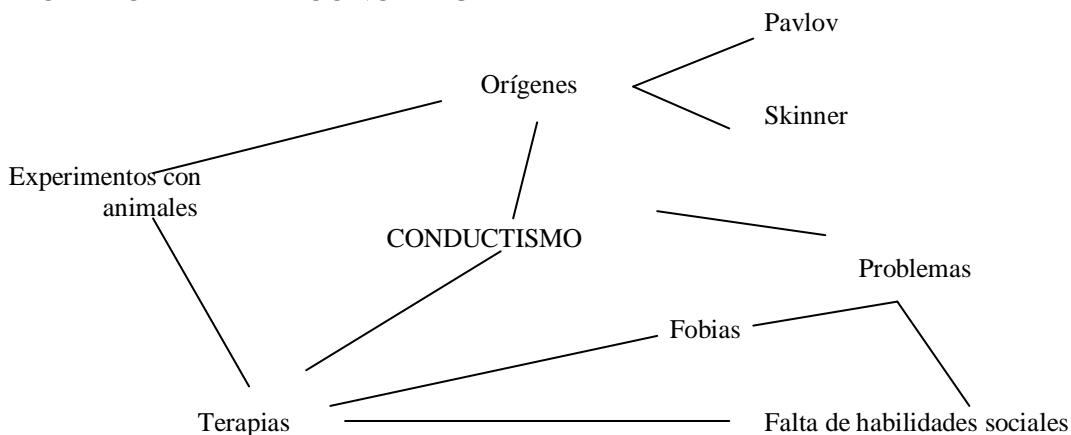 Pavlov
Orígenes
Skinner
Experimentos con
animales
CONDUCTISMO
Problemas
Fobias
Terapias
Falta de habilidades sociales